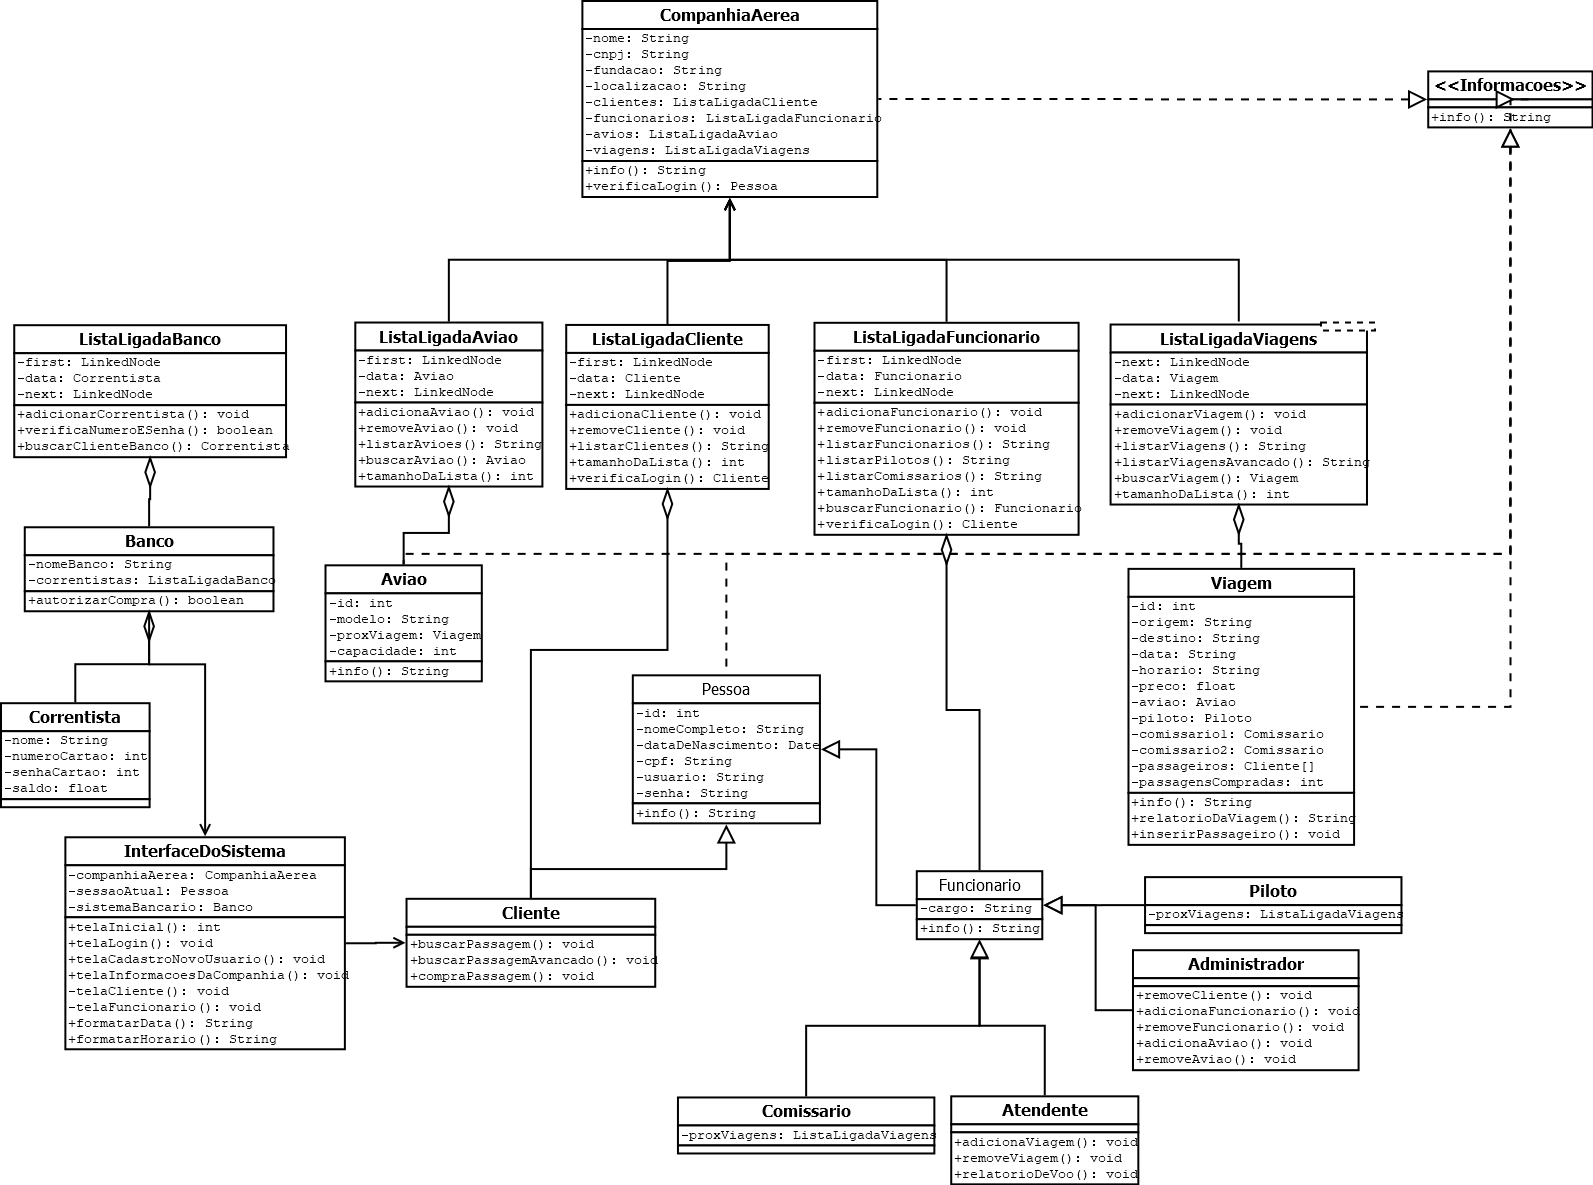 CompanhiaAerea
-nome: String
-cnpj: String
-fundacao: String
-localizacao: String
-clientes: ListaLigadaCliente
-funcionarios: ListaLigadaFuncionario
-avios: ListaLigadaAviao
-viagens: ListaLigadaViagens
+info(): String
+verificaLogin(): Pessoa
<<Informacoes>>
+info(): String
ListaLigadaBanco
-first: LinkedNode
-data: Correntista
-next: LinkedNode
+adicionarCorrentista(): void
+verificaNumeroESenha(): boolean
+buscarClienteBanco(): Correntista
ListaLigadaAviao
-first: LinkedNode
-data: Aviao
-next: LinkedNode
+adicionaAviao(): void
+removeAviao(): void
+listarAvioes(): String
+buscarAviao(): Aviao
+tamanhoDaLista(): int
ListaLigadaCliente
-first: LinkedNode
-data: Cliente
-next: LinkedNode
+adicionaCliente(): void
+removeCliente(): void
+listarClientes(): String
+tamanhoDaLista(): int
+verificaLogin(): Cliente
ListaLigadaFuncionario
-first: LinkedNode
-data: Funcionario
-next: LinkedNode
+adicionaFuncionario(): void
+removeFuncionario(): void
+listarFuncionarios(): String
+listarPilotos(): String
+listarComissarios(): String
+tamanhoDaLista(): int
+buscarFuncionario(): Funcionario
+verificaLogin(): Cliente
ListaLigadaViagens
-next: LinkedNode
-data: Viagem
-next: LinkedNode
+adicionarViagem(): void
+removeViagem(): void
+listarViagens(): String
+listarViagensAvancado(): String
+buscarViagem(): Viagem
+tamanhoDaLista(): int
Banco
-nomeBanco: String
-correntistas: ListaLigadaBanco
+autorizarCompra(): boolean
Aviao
-id: int
-modelo: String
-proxViagem: Viagem
-capacidade: int
+info(): String
Viagem
-id: int
-origem: String
-destino: String
-data: String
-horario: String
-preco: float
-aviao: Aviao
-piloto: Piloto
-comissario1: Comissario
-comissario2: Comissario
-passageiros: Cliente[]
-passagensCompradas: int
+info(): String
+relatorioDaViagem(): String
+inserirPassageiro(): void
Correntista
-nome: String
-numeroCartao: int
-senhaCartao: int
-saldo: float
Pessoa
-id: int
-nomeCompleto: String
-dataDeNascimento: Date
-cpf: String
-usuario: String
-senha: String
+info(): String
InterfaceDoSistema
-companhiaAerea: CompanhiaAerea
-sessaoAtual: Pessoa
-sistemaBancario: Banco
+telaInicial(): int
+telaLogin(): void
+telaCadastroNovoUsuario(): void
+telaInformacoesDaCompanhia(): void
-telaCliente(): void
-telaFuncionario(): void
+formatarData(): String
+formatarHorario(): String
Cliente
+buscarPassagem(): void
+buscarPassagemAvancado(): void
+compraPassagem(): void
Funcionario
-cargo: String
+info(): String
Piloto
-proxViagens: ListaLigadaViagens
Administrador
+removeCliente(): void
+adicionaFuncionario(): void
+removeFuncionario(): void
+adicionaAviao(): void
+removeAviao(): void
Comissario
-proxViagens: ListaLigadaViagens
Atendente
+adicionaViagem(): void
+removeViagem(): void
+relatorioDeVoo(): void